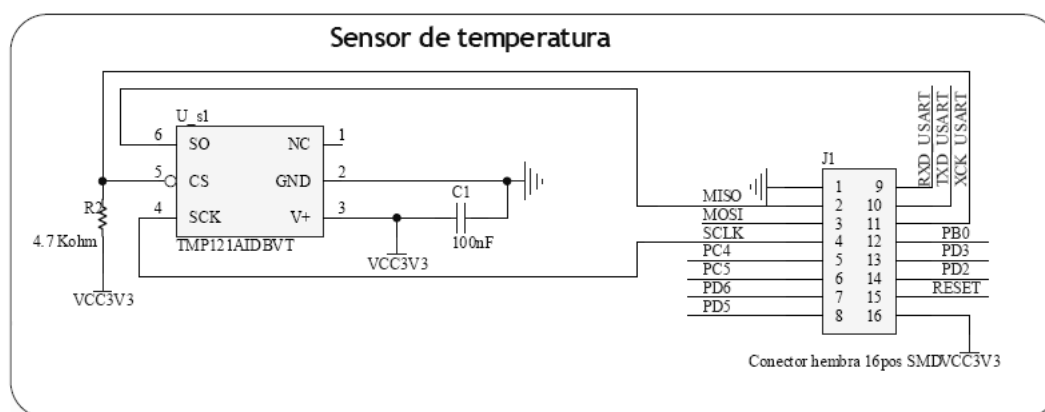 Sensor de temperatura
U_s1
6 SO NC 1
5 CS GND 2
4 SCK V+ 3
TMP121AIDBVT
R2
4.7 Kohm
VCC3V3
C1
100nF
VCC3V3
RXD_USART
TXD_USART
XCK_USART
J1
MISO
MOSI
SCLK
PC4
PC5
PD6
PD5
1 9
2 10
3 11
4 12
5 13
6 14
7 15
8 16
PB0
PD3
PD2
RESET
Conector hembra 16pos SMD
VCC3V3